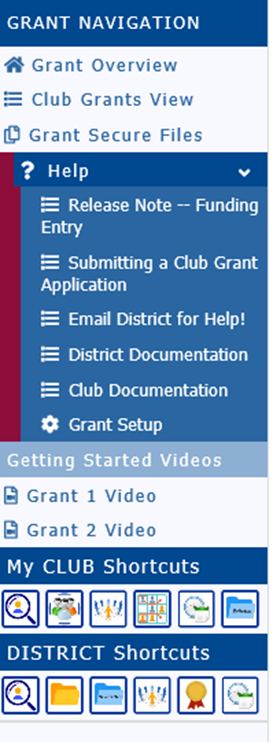 GRANT NAVIGATION
Grant Overview
Club Grants View
Grant Secure Files
Help
Release Note -- Funding
Entry
Submitting a Club Grant
Application
Email District for Help!
District Documentation
Club Documentation
Grant Setup
Getting Started Videos
Grant 1 Video
Grant 2 Video
My CLUB Shortcuts
DISTRICT Shortcuts